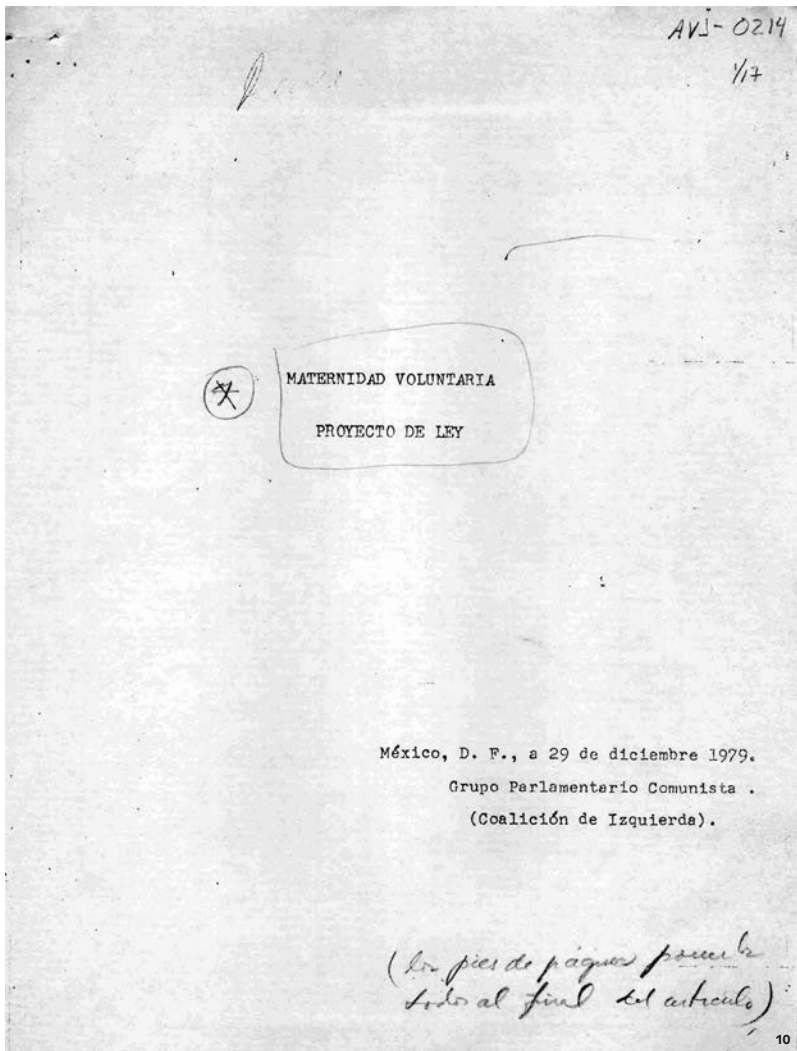 AVJ-0214
1/17
MATERNIDAD VOLUNTARIA
PROYECTO DE LEY
México, D. F., a 29 de diciembre 1979.
Grupo Parlamentario Comunista .
(Coalición de Izquierda).
(los pies de página
todos al final del artículo)
10